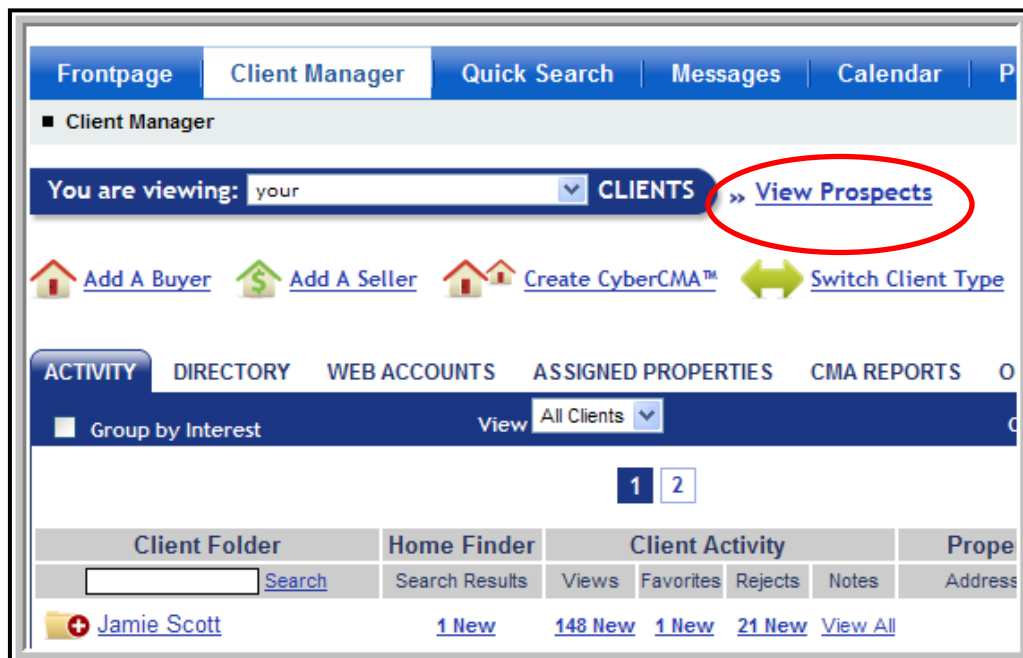 Frontpage Client Manager Quick Search Messages Calendar P
Client Manager
You are viewing: your CLIENTS » View Prospects
Add A Buyer Add A Seller Create CyberCMA™ Switch Client Type
ACTIVITY DIRECTORY WEB ACCOUNTS ASSIGNED PROPERTIES CMA REPORTS O
Group by Interest View All Clients
1 2
Client Folder Home Finder Client Activity Prope
Search Search Results Views Favorites Rejects Notes Address
Jamie Scott 1 New 148 New 1 New 21 New View All